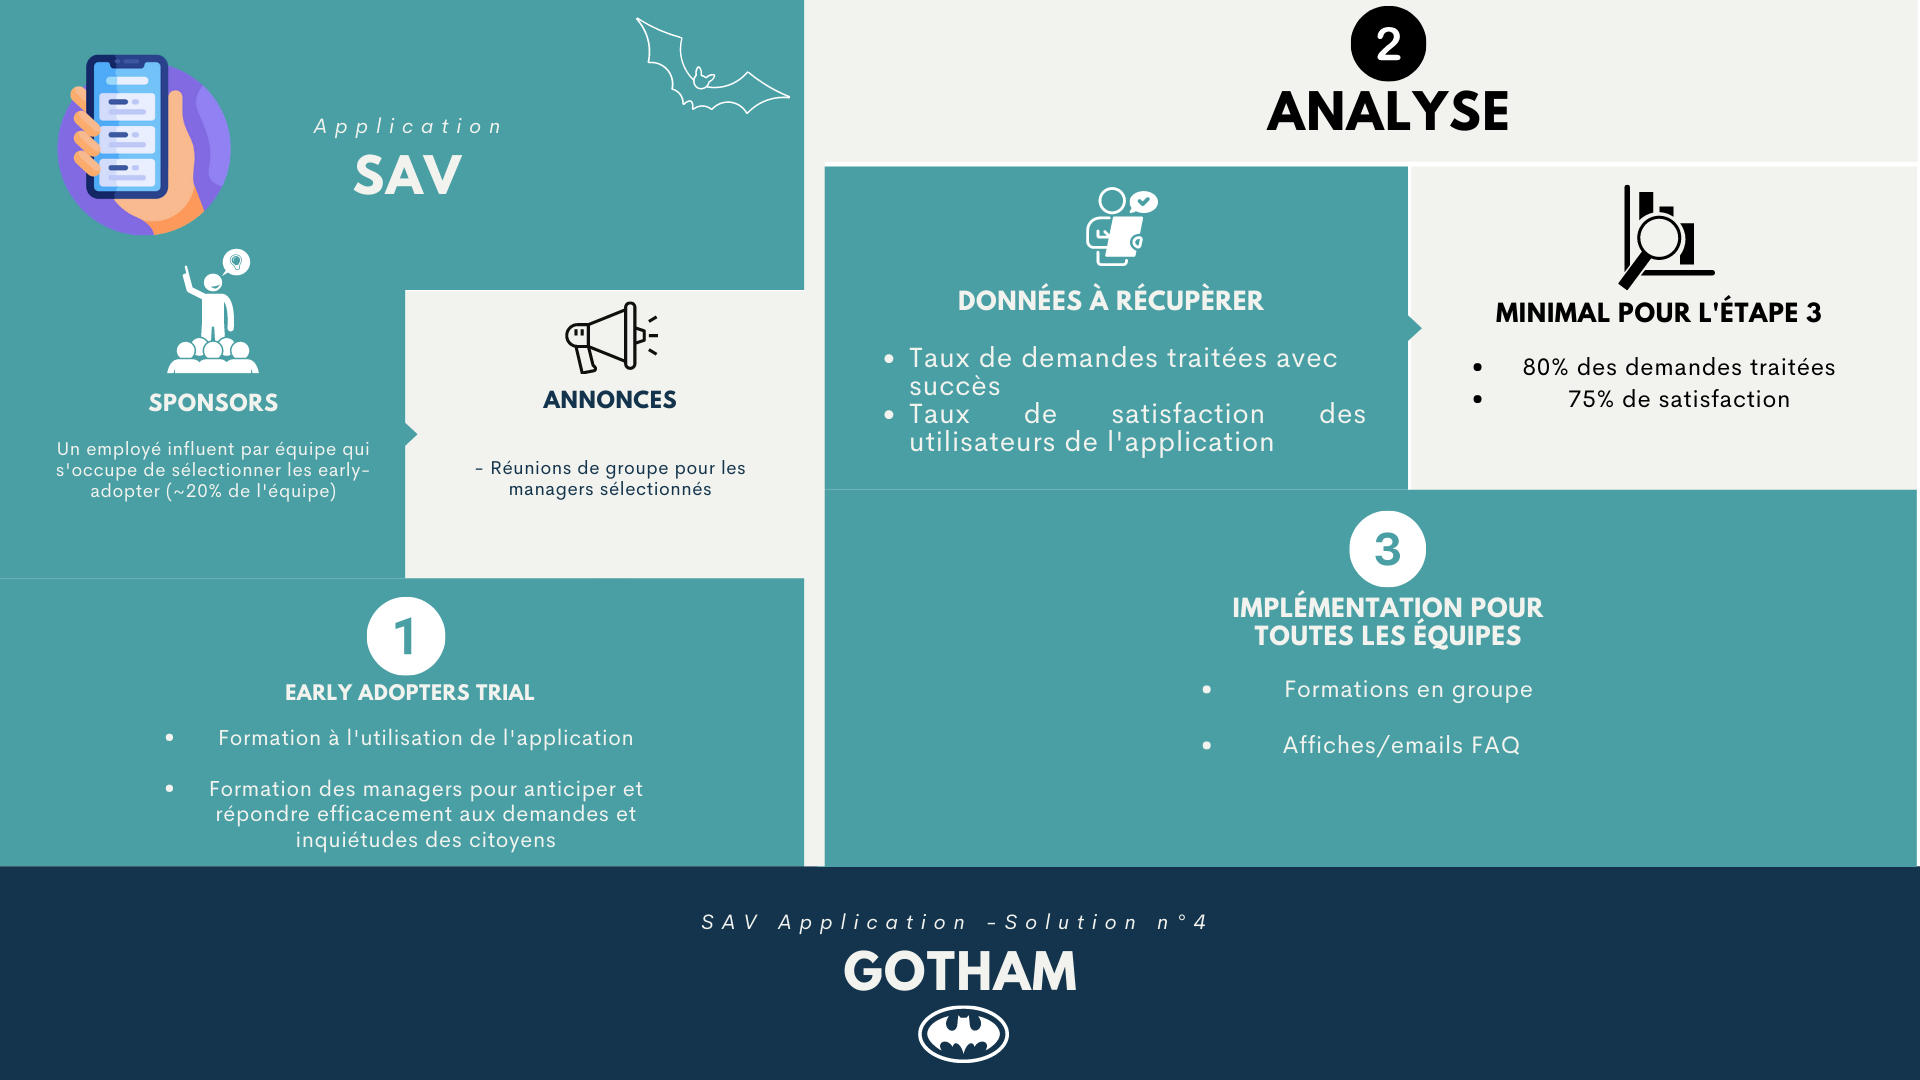 Application
SAV
SPONSORS
Un employé influent par équipe qui
s'occupe de sélectionner les early-
adopter (~20% de l'équipe)
ANNONCES
- Réunions de groupe pour les
managers sélectionnés
1
EARLY ADOPTERS TRIAL
• Formation à l'utilisation de l'application
• Formation des managers pour anticiper et
répondre efficacement aux demandes et
inquiétudes des citoyens
2
ANALYSE
DONNÉES À RÉCUPÈRER
• Taux de demandes traitées avec
succès
• Taux de satisfaction des
utilisateurs de l'application
MINIMAL POUR L'ÉTAPE 3
• 80% des demandes traitées
• 75% de satisfaction
3
IMPLÉMENTATION POUR
TOUTES LES ÉQUIPES
• Formations en groupe
• Affiches/emails FAQ
SAV Application -Solution n°4
GOTHAM